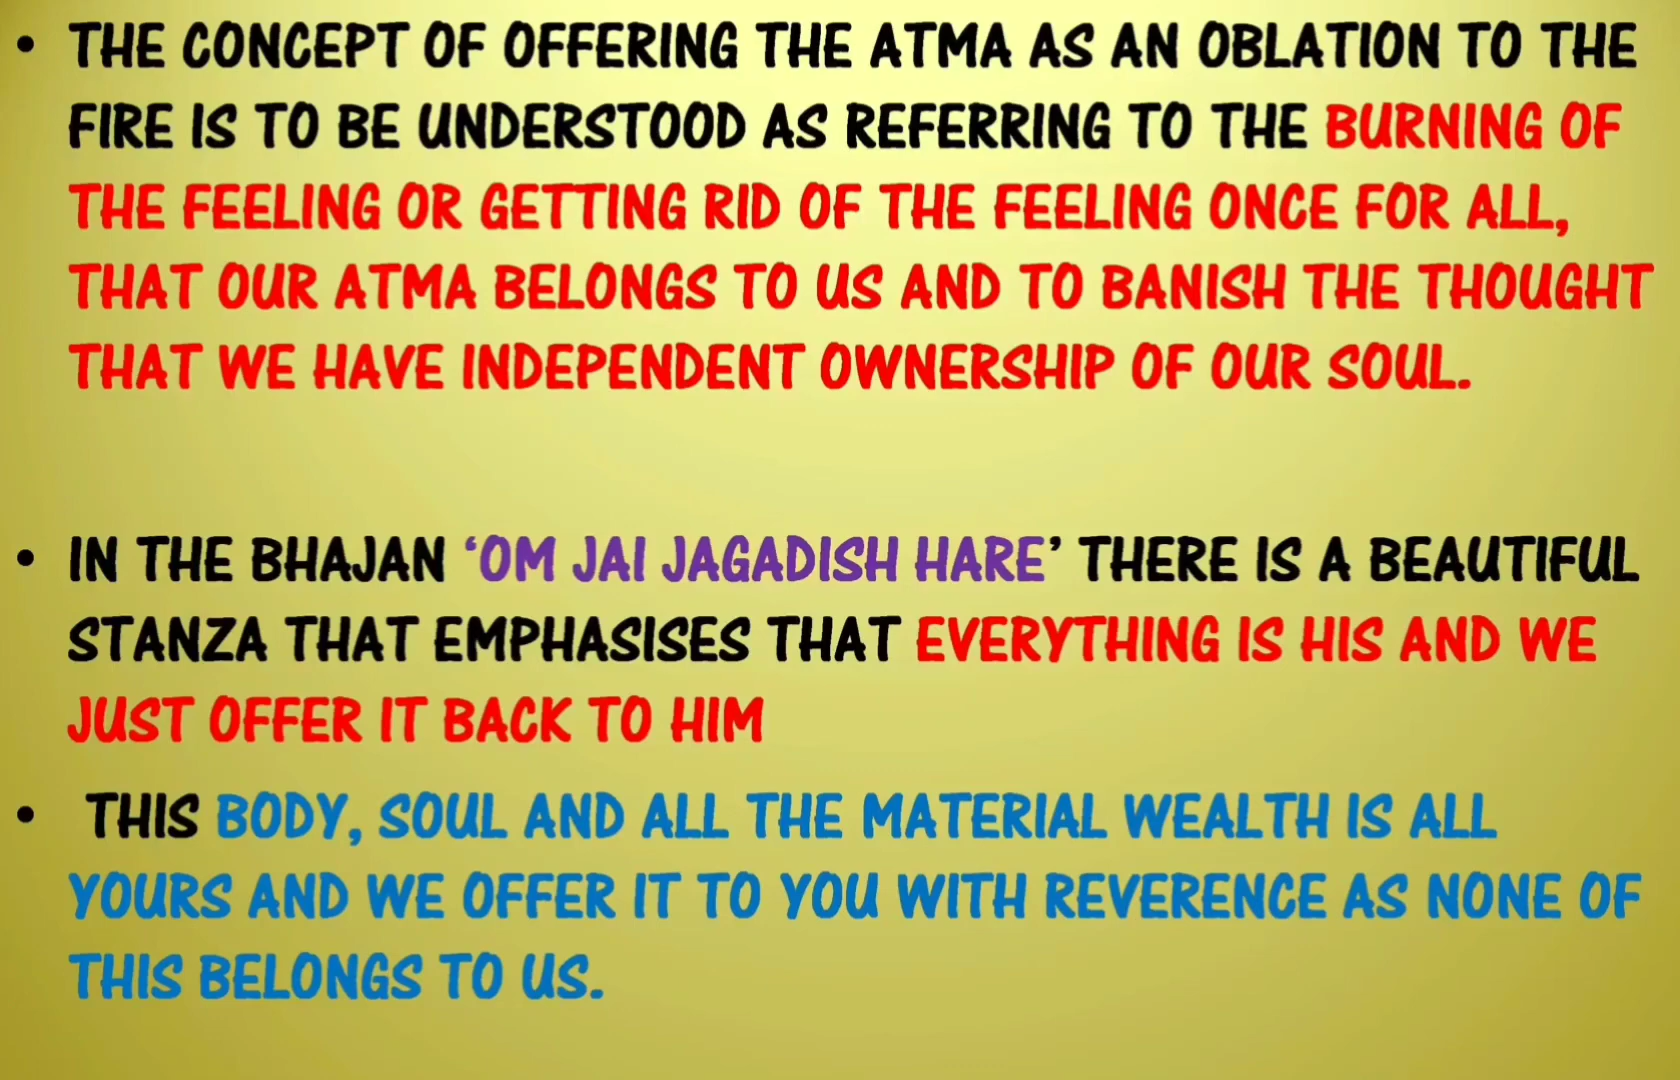 • THE CONCEPT OF OFFERING THE ATMA AS AN OBLATION TO THE
FIRE IS TO BE UNDERSTOOD AS REFERRING TO THE BURNING OF
THE FEELING OR GETTING RID OF THE FEELING ONCE FOR ALL,
THAT OUR ATMA BELONGS TO US AND TO BANISH THE THOUGHT
THAT WE HAVE INDEPENDENT OWNERSHIP OF OUR SOUL.
• IN THE BHAJAN ‘OM JAI JAGADISH HARE’ THERE IS A BEAUTIFUL
STANZA THAT EMPHASISES THAT EVERYTHING IS HIS AND WE
JUST OFFER IT BACK TO HIM
• THIS BODY, SOUL AND ALL THE MATERIAL WEALTH IS ALL
YOURS AND WE OFFER IT TO YOU WITH REVERENCE AS NONE OF
THIS BELONGS TO US.